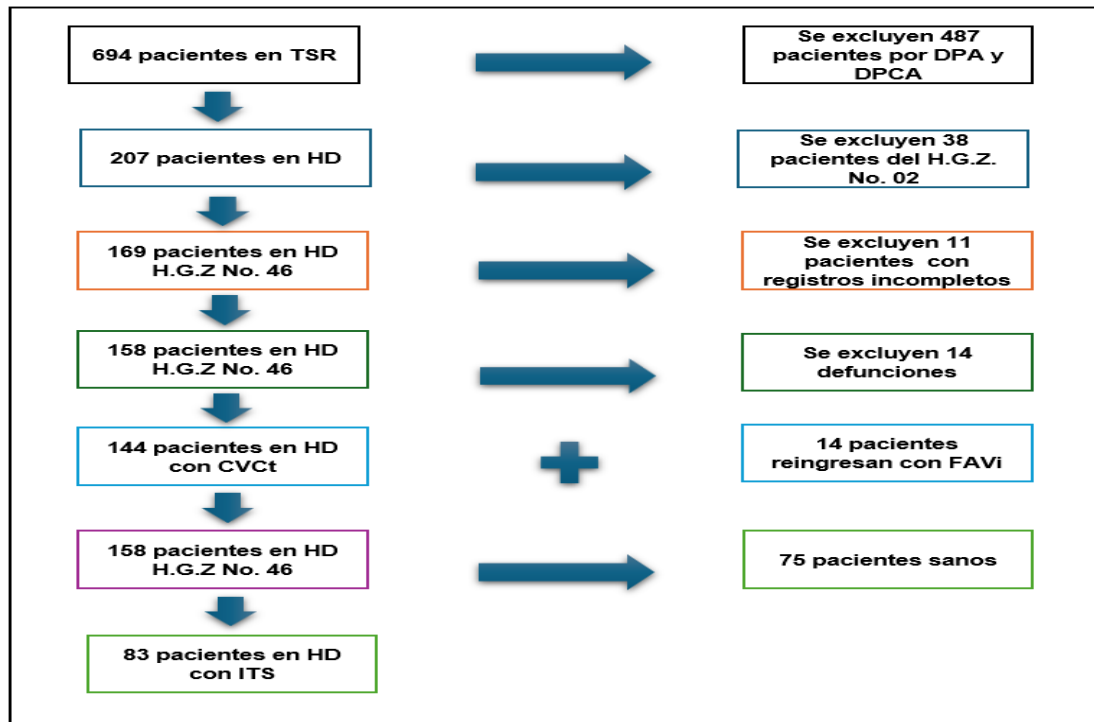 694 pacientes en TSR
Se excluyen 487
pacientes por DPA y
DPCA
207 pacientes en HD
Se excluyen 38
pacientes del H.G.Z.
No. 02
169 pacientes en HD
H.G.Z No. 46
Se excluyen 11
pacientes con
registros incompletos
158 pacientes en HD
H.G.Z No. 46
Se excluyen 14
defunciones
144 pacientes en HD
con CVCt
14 pacientes
reingresan con FAVi
158 pacientes en HD
H.G.Z No. 46
75 pacientes sanos
83 pacientes en HD
con ITS